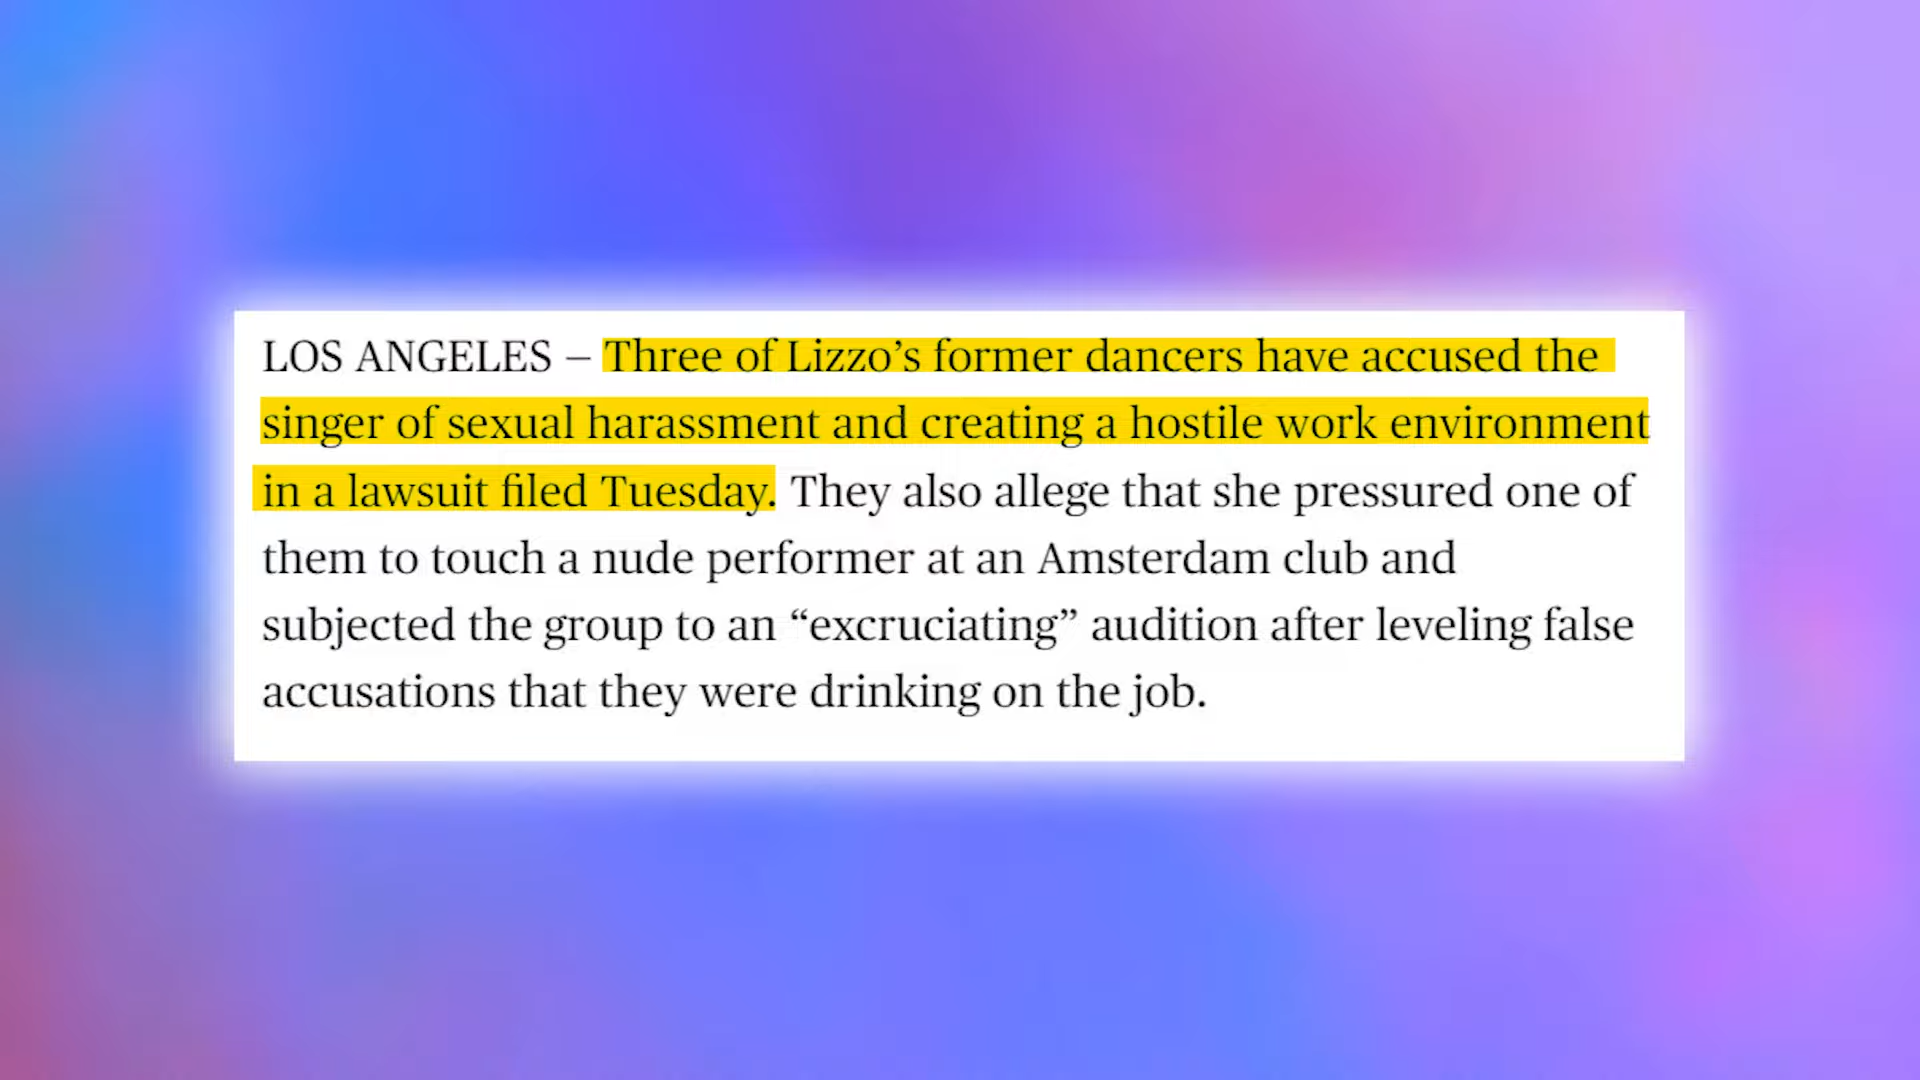 LOS ANGELES — Three of Lizzo’s former dancers have accused the
singer of sexual harassment and creating a hostile work environment
in a lawsuit filed Tuesday. They also allege that she pressured one of
them to touch a nude performer at an Amsterdam club and
subjected the group to an “excruciating” audition after leveling false
accusations that they were drinking on the job.